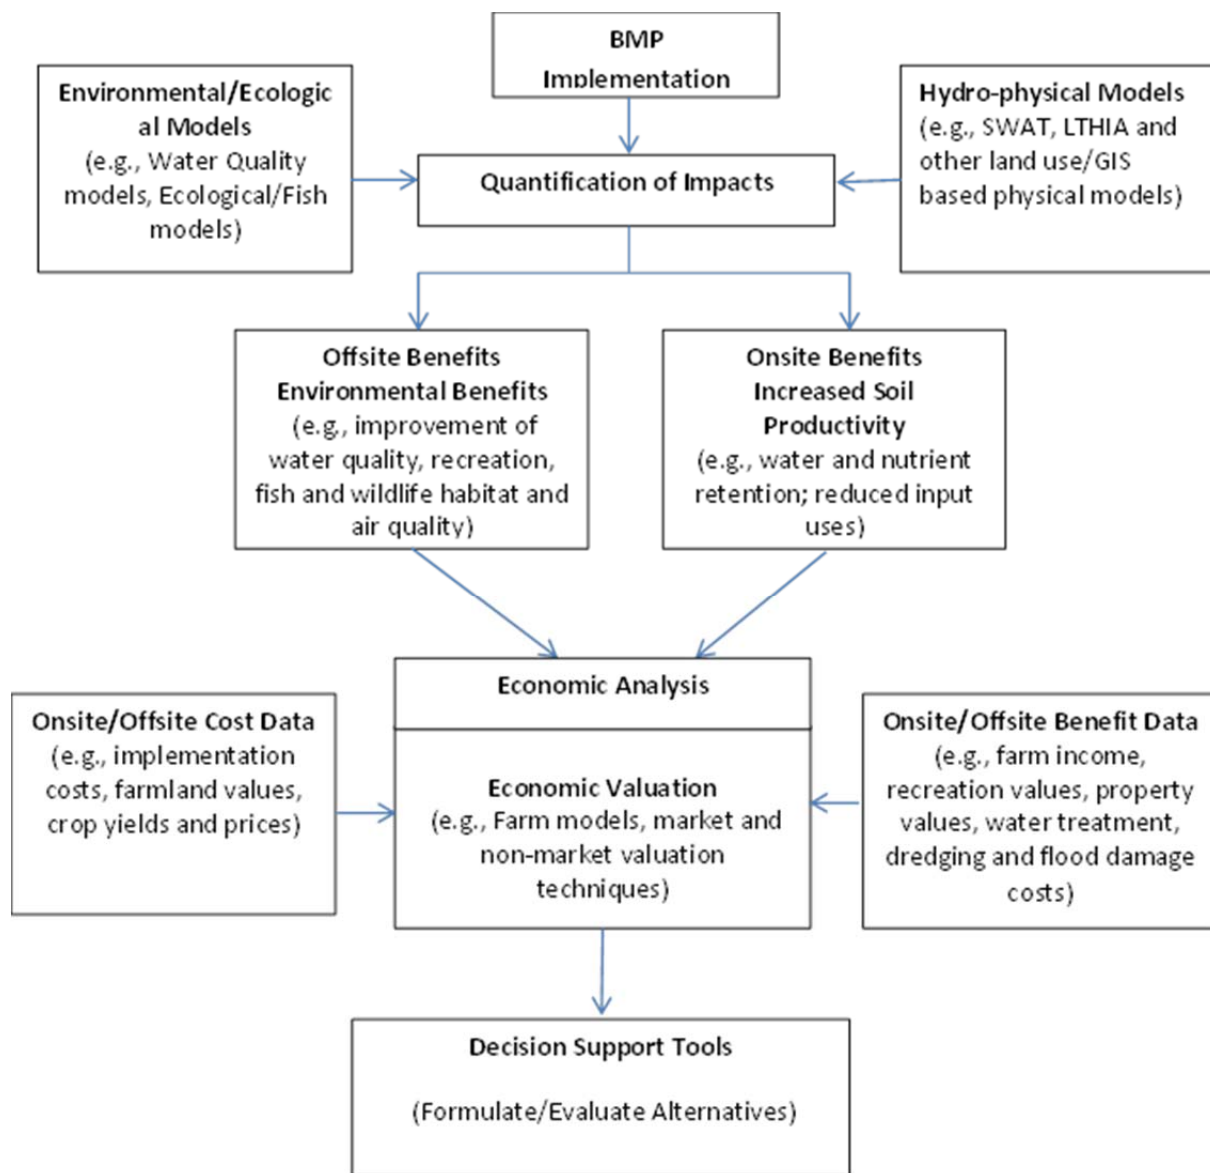 BMP
Implementation
Environmental/Ecologic
al Models
(e.g., Water Quality
models, Ecological/Fish
models)
Quantification of Impacts
Hydro-physical Models
(e.g., SWAT, LTHIA and
other land use/GIS
based physical models)
Offsite Benefits
Environmental Benefits
(e.g., improvement of
water quality, recreation,
fish and wildlife habitat and
air quality)
Onsite Benefits
Increased Soil
Productivity
(e.g., water and nutrient
retention; reduced input
uses)
Economic Analysis
Onsite/Offsite Cost Data
(e.g., implementation
costs, farmland values,
crop yields and prices)
Economic Valuation
(e.g., Farm models, market and
non-market valuation
techniques)
Onsite/Offsite Benefit Data
(e.g., farm income,
recreation values, property
values, water treatment,
dredging and flood damage
costs)
Decision Support Tools
(Formulate/Evaluate Alternatives)